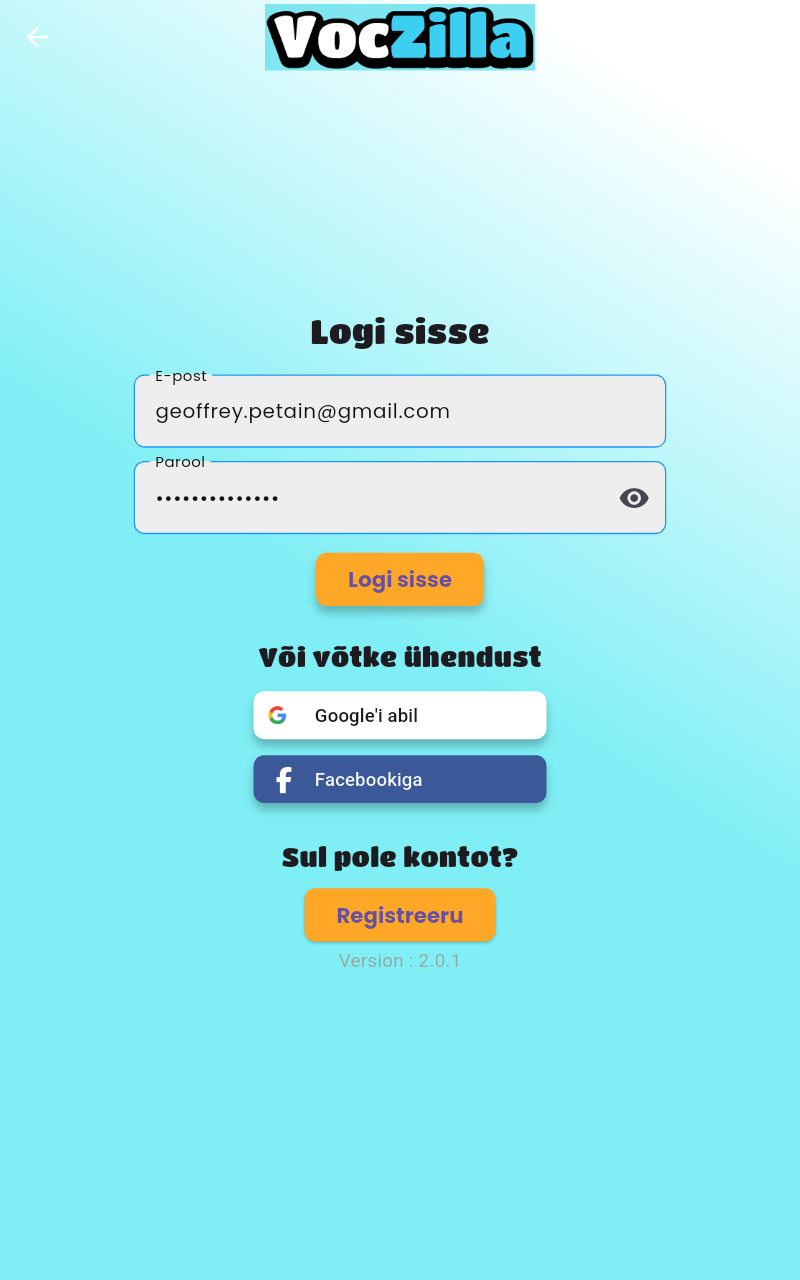 VocZilla
Logi sisse
E-post
geoffrey.petain@gmail.com
Parool
••••••••••••••
Logi sisse
Või võtke ühendust
Google'i abil
Facebookiga
Sul pole kontot?
Registreeru
Version : 2.0.1